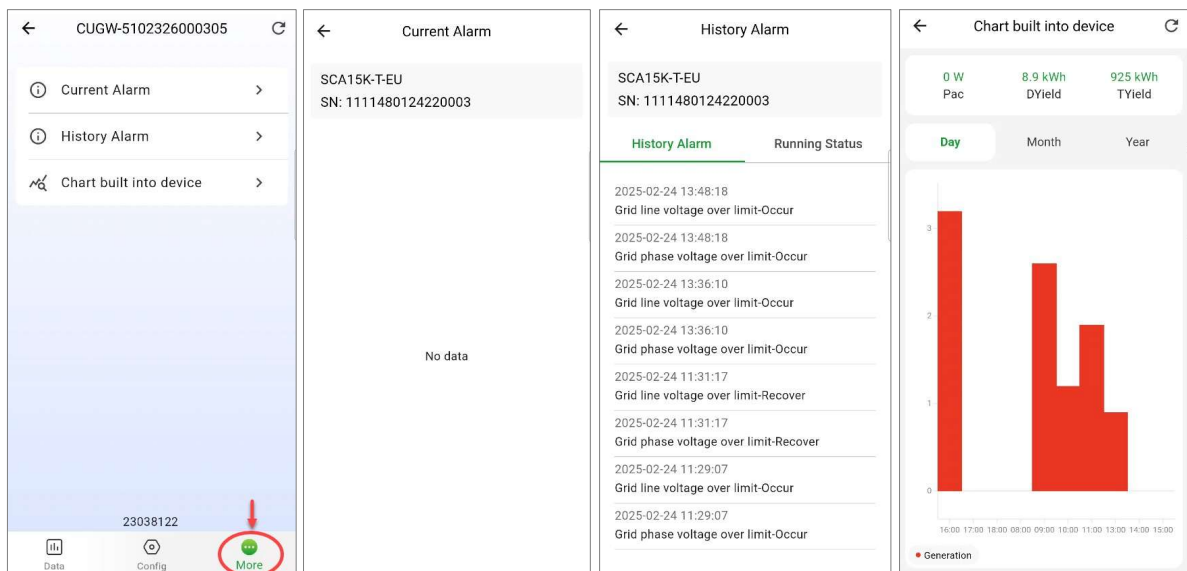 CUGW-5102326000305
Current Alarm
History Alarm
Chart built into device
23038122
Data
Config
More
Current Alarm
SCA15K-T-EU
SN: 1111480124220003
No data
History Alarm
SCA15K-T-EU
SN: 1111480124220003
History Alarm Running Status
2025-02-24 13:48:18
Grid line voltage over limit-Occur
2025-02-24 13:48:18
Grid phase voltage over limit-Occur
2025-02-24 13:36:10
Grid line voltage over limit-Occur
2025-02-24 13:36:10
Grid phase voltage over limit-Occur
2025-02-24 11:31:17
Grid line voltage over limit-Recover
2025-02-24 11:31:17
Grid phase voltage over limit-Recover
2025-02-24 11:29:07
Grid line voltage over limit-Occur
2025-02-24 11:29:07
Grid phase voltage over limit-Occur
Chart built into device
0 W 8.9 kWh 925 kWh
Pac DYield TYield
Day Month Year
3
2
1
0
16:00 17:00 18:00 08:00 09:00 10:00 11:00 13:00 14:00 15:00
Generation